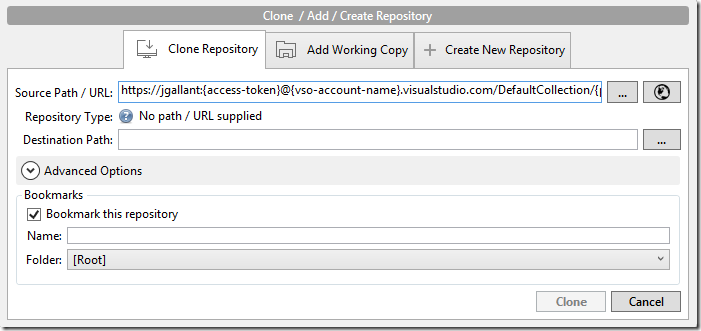 Clone / Add / Create Repository
Clone Repository Add Working Copy Create New Repository
Source Path / URL: https://jgallant:{access-token}@{vso-account-name}.visualstudio.com/DefaultCollection/{ ...
Repository Type: ? No path / URL supplied
Destination Path: ...
Advanced Options
Bookmarks
Bookmark this repository
Name:
Folder: [Root]
Clone Cancel